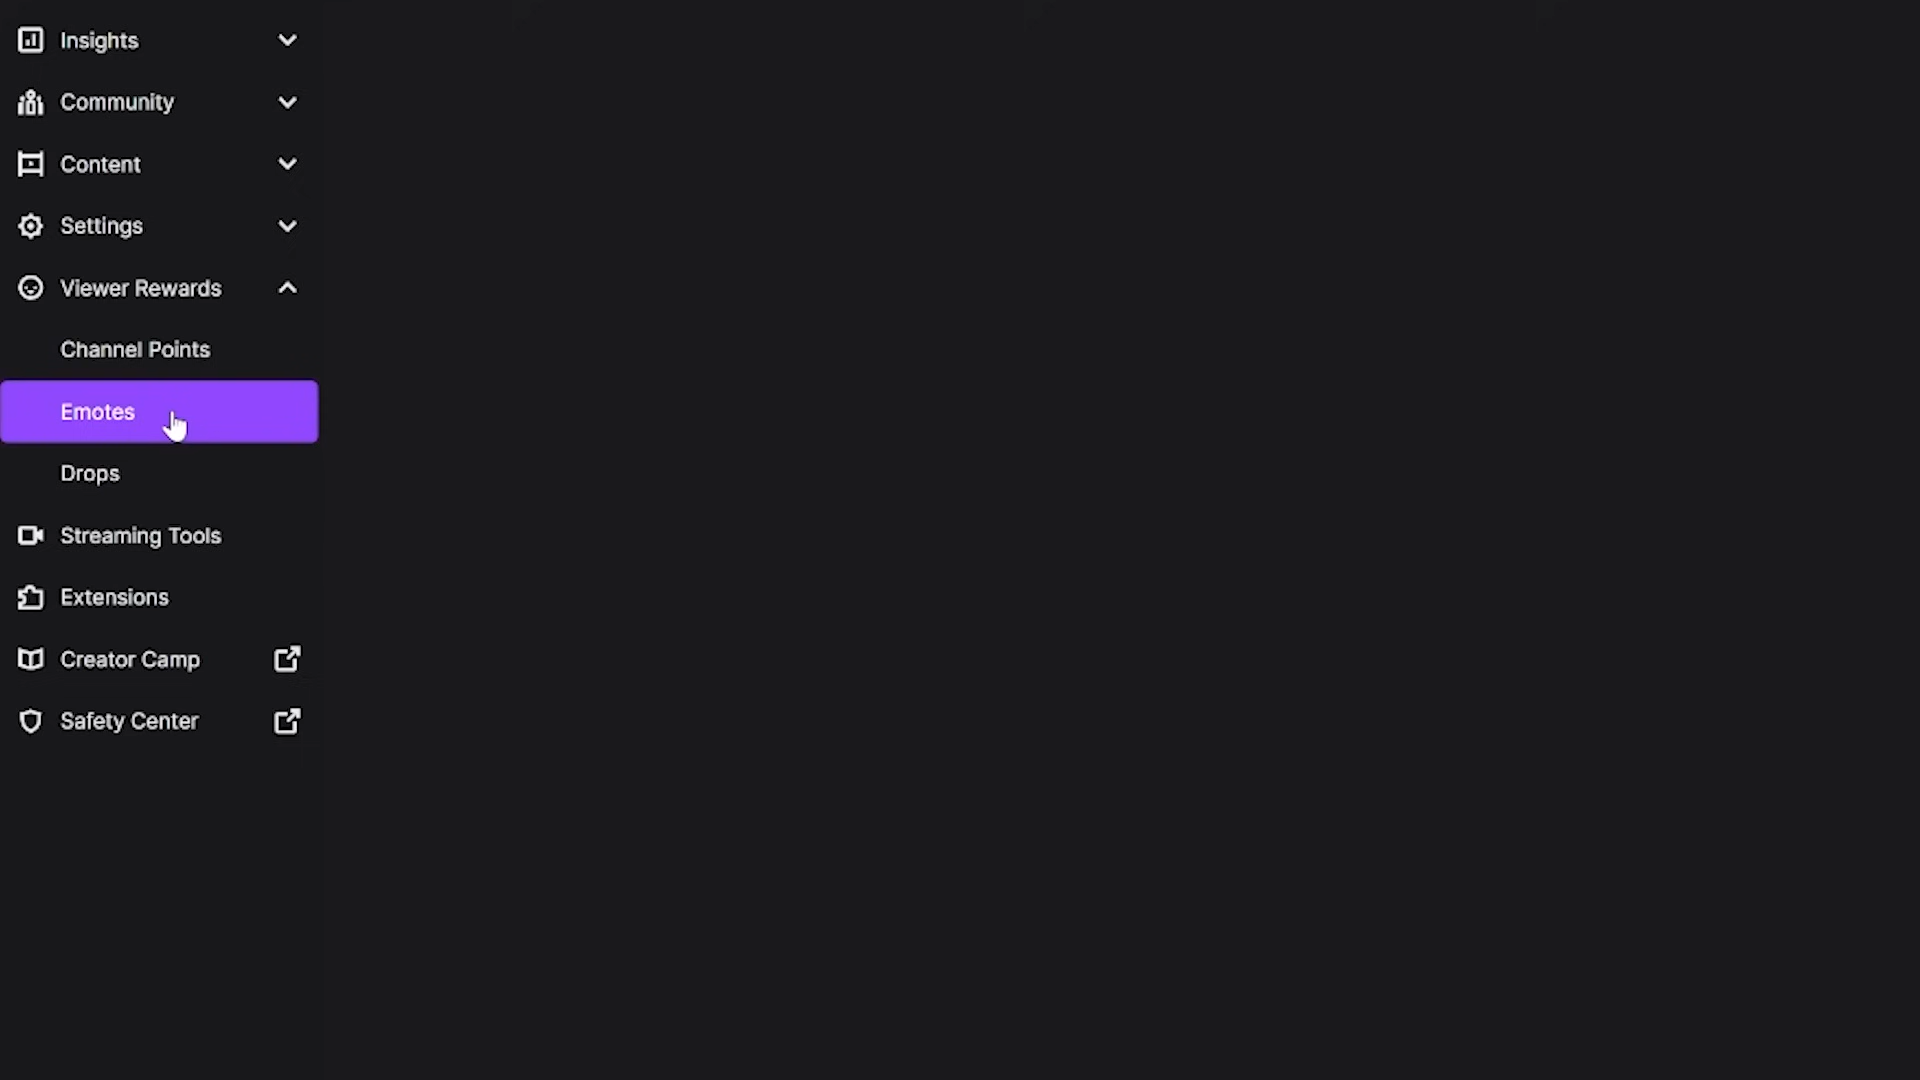 Insights
Community
Content
Settings
Viewer Rewards
Channel Points
Emotes
Drops
Streaming Tools
Extensions
Creator Camp
Safety Center